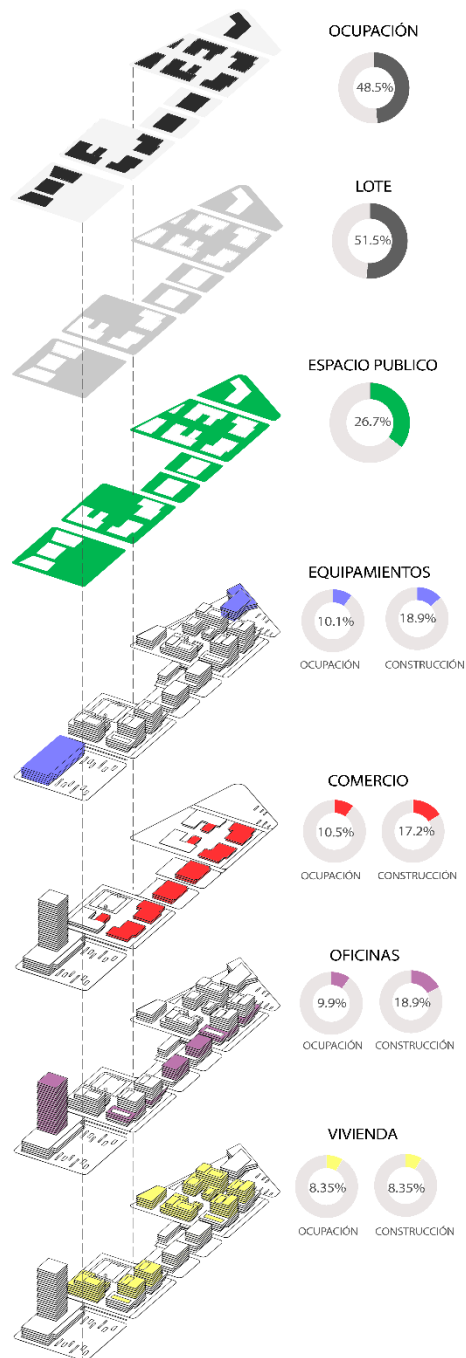 OCUPACIÓN
48.5%
LOTE
51.5%
ESPACIO PUBLICO
26.7%
EQUIPAMIENTOS
10.1%
18.9%
OCUPACIÓN
CONSTRUCCIÓN
COMERCIO
10.5%
17.2%
OCUPACIÓN
CONSTRUCCIÓN
OFICINAS
9.9%
18.9%
OCUPACIÓN
CONSTRUCCIÓN
VIVIENDA
8.35%
8.35%
OCUPACIÓN
CONSTRUCCIÓN